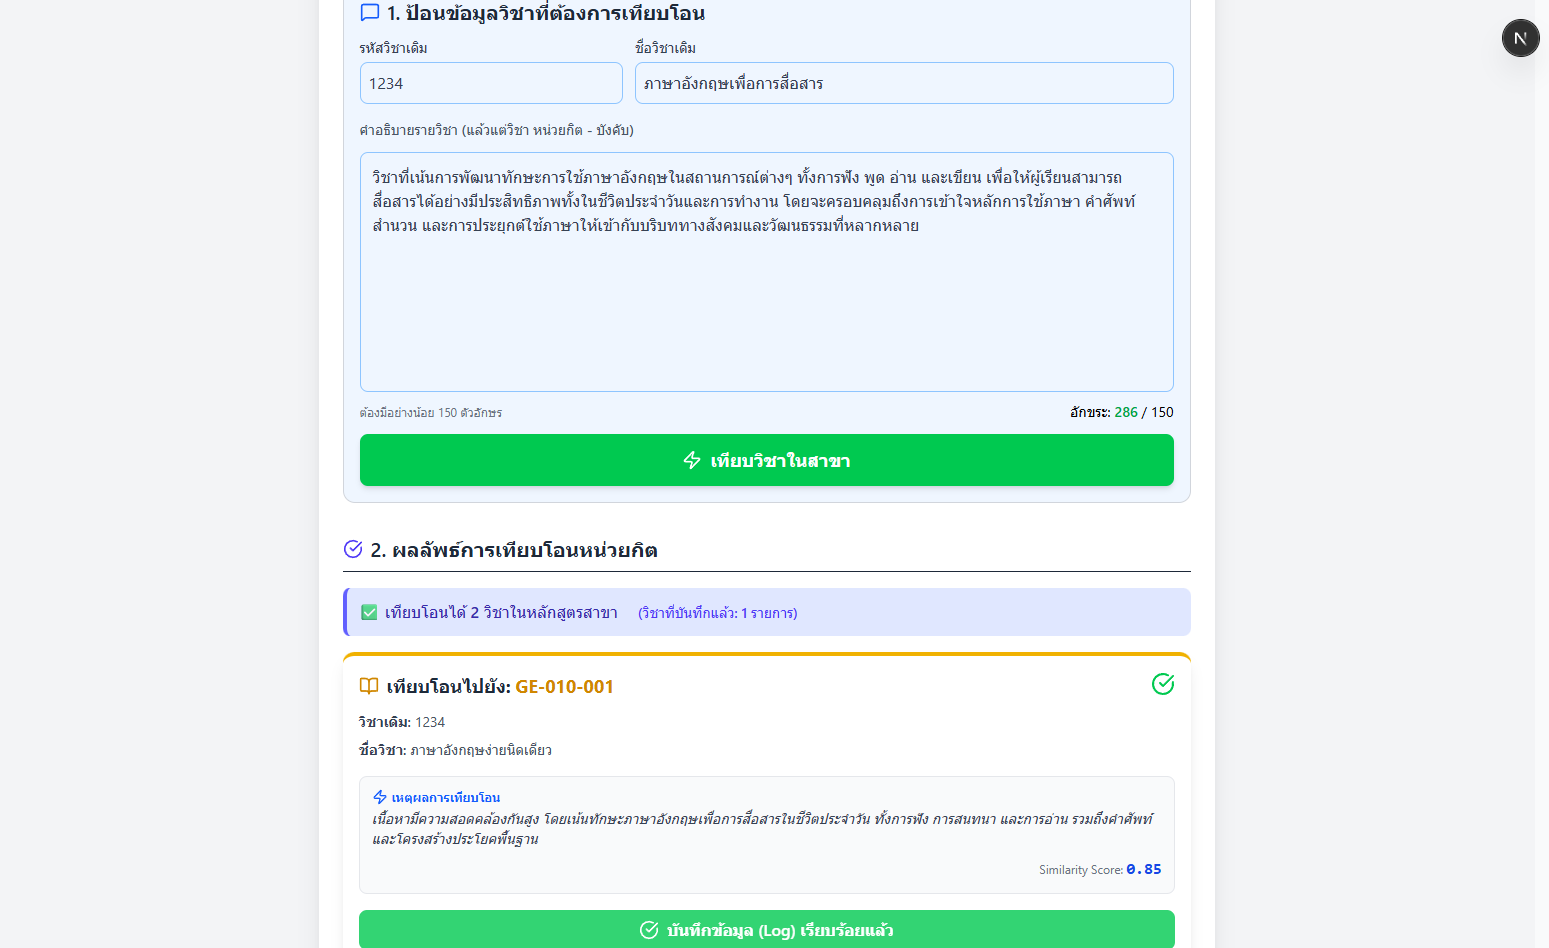 1. ป้อนข้อมูลวิชาที่ต้องการเทียบโอน
รหัสวิชาเดิม
ชื่อวิชาเดิม
1234
ภาษาอังกฤษเพื่อการสื่อสาร
คำอธิบายรายวิชา (แล้วแต่วิชา หน่วยกิต - บังคับ)
วิชาที่เน้นการพัฒนาทักษะการใช้ภาษาอังกฤษในสถานการณ์ต่างๆ ทั้งการฟัง พูด อ่าน และเขียน เพื่อให้ผู้เรียนสามารถ
สื่อสารได้อย่างมีประสิทธิภาพทั้งในชีวิตประจำวันและการทำงาน โดยจะครอบคลุมถึงการเข้าใจหลักการใช้ภาษา คำศัพท์
สำนวน และการประยุกต์ใช้ภาษาให้เข้ากับบริบททางสังคมและวัฒนธรรมที่หลากหลาย
ต้องมีอย่างน้อย 150 ตัวอักษร
อักขระ: 286 / 150
เทียบวิชาในสาขา
2. ผลลัพธ์การเทียบโอนหน่วยกิต
เทียบโอนได้ 2 วิชาในหลักสูตรสาขา (วิชาที่บันทึกแล้ว: 1 รายการ)
เทียบโอนไปยัง: GE-010-001
วิชาเดิม: 1234
ชื่อวิชา: ภาษาอังกฤษง่ายนิดเดียว
เหตุผลการเทียบโอน
เนื้อหามีความสอดคล้องกันสูง โดยเน้นทักษะภาษาอังกฤษเพื่อการสื่อสารในชีวิตประจำวัน ทั้งการฟัง การสนทนา และการอ่าน รวมถึงคำศัพท์
และโครงสร้างประโยคพื้นฐาน
Similarity Score: 0.85
บันทึกข้อมูล (Log) เรียบร้อยแล้ว
N